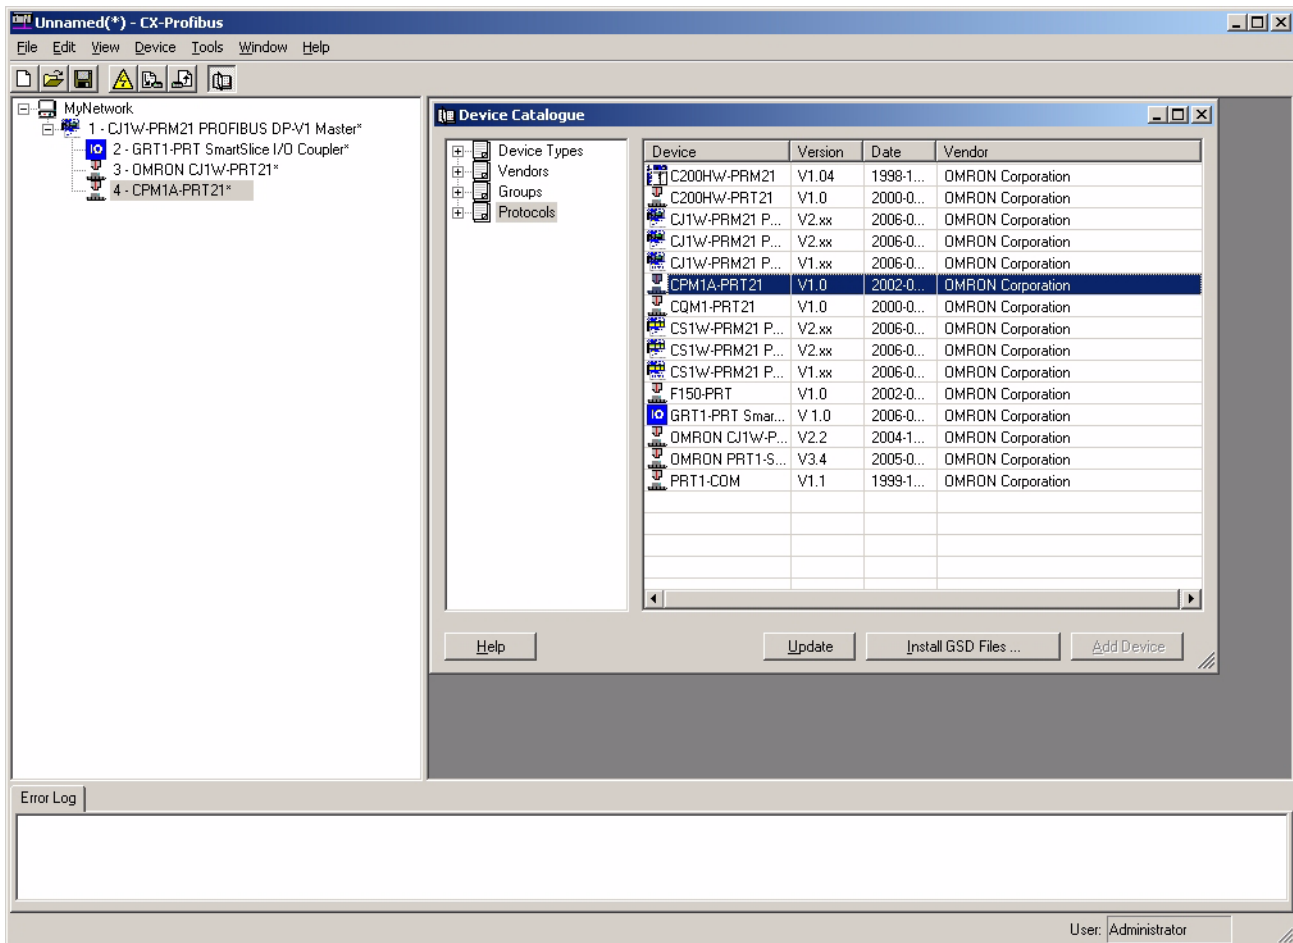 Unnamed(*) - CX-Profibus
File Edit View Device Tools Window Help
MyNetwork
1 - CJ1W-PRM21 PROFIBUS DP-V1 Master*
2 - GRT1-PRT SmartSlice I/O Coupler*
3 - OMRON CJ1W-PRT21*
4 - CPM1A-PRT21*
Device Catalogue
Device Types
Vendors
Groups
Protocols
Device Version Date Vendor
C200HW-PRM21 V1.04 1998-1... OMRON Corporation
C200HW-PRT21 V1.0 2000-0... OMRON Corporation
CJ1W-PRM21 P... V2.xx 2006-0... OMRON Corporation
CJ1W-PRM21 P... V2.xx 2006-0... OMRON Corporation
CJ1W-PRM21 P... V1.xx 2006-0... OMRON Corporation
CPM1A-PRT21 V1.0 2002-0... OMRON Corporation
CQM1-PRT21 V1.0 2000-0... OMRON Corporation
CS1W-PRM21 P... V2.xx 2006-0... OMRON Corporation
CS1W-PRM21 P... V2.xx 2006-0... OMRON Corporation
CS1W-PRM21 P... V1.xx 2006-0... OMRON Corporation
F150-PRT V1.0 2002-0... OMRON Corporation
IO GRT1-PRT Smar... V 1.0 2006-0... OMRON Corporation
OMRON CJ1W-P... V2.2 2004-1... OMRON Corporation
OMRON PRT1-S... V3.4 2005-0... OMRON Corporation
PRT1-COM V1.1 1999-1... OMRON Corporation
Help Update Install GSD Files ... Add Device
Error Log
User: Administrator